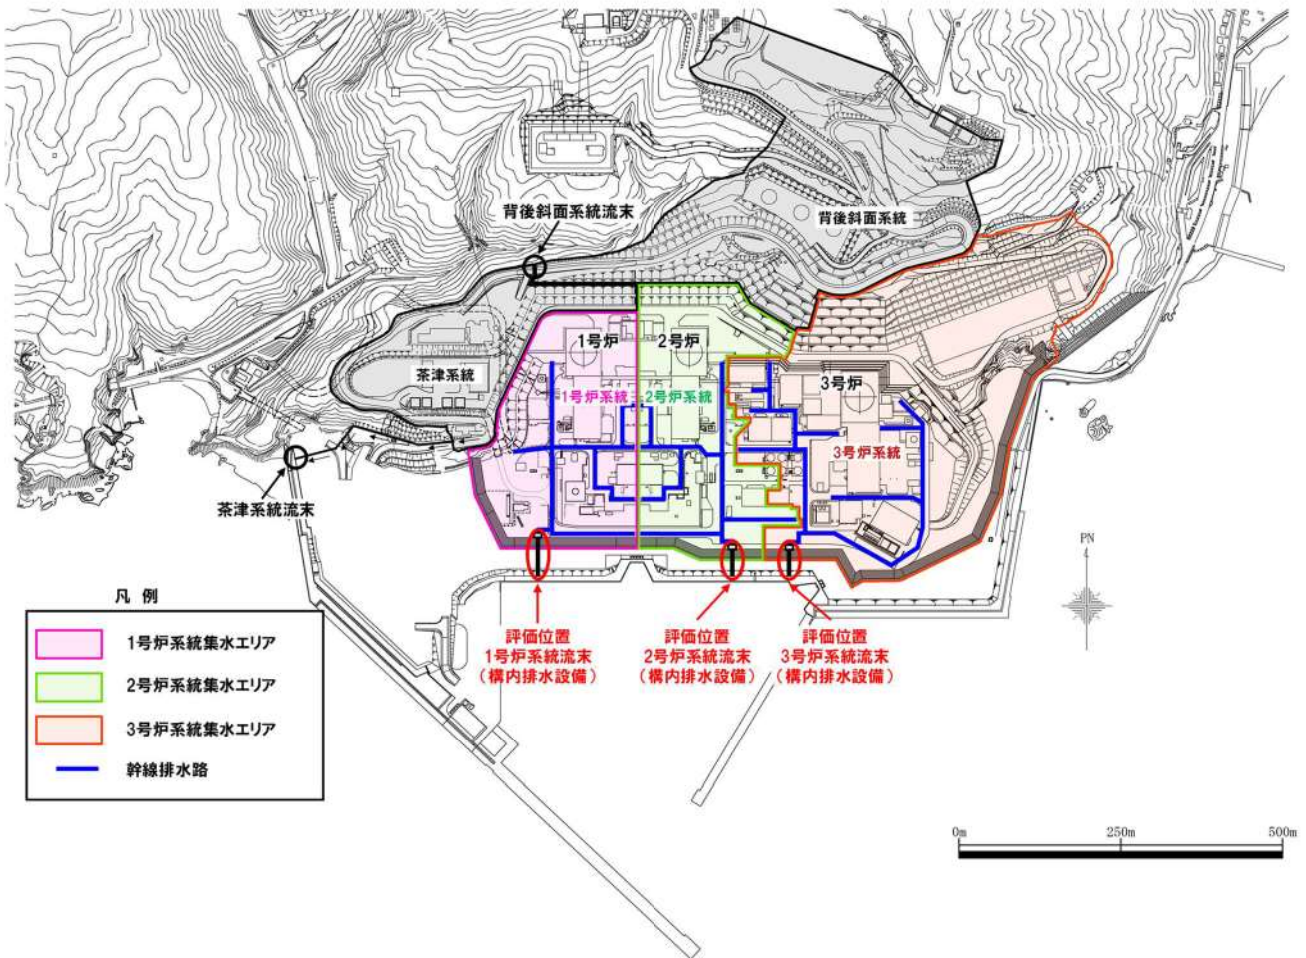 背後斜面系統流末
背後斜面系統
1号炉
2号炉
茶津系統
1号炉系統
2号炉系統
3号炉
3号炉系統
茶津系統流末
PN
凡 例
1号炉系統集水エリア
2号炉系統集水エリア
3号炉系統集水エリア
幹線排水路
評価位置
1号炉系統流末
(構内排水設備)
評価位置
2号炉系統流末
(構内排水設備)
評価位置
3号炉系統流末
(構内排水設備)
0m
250m
500m